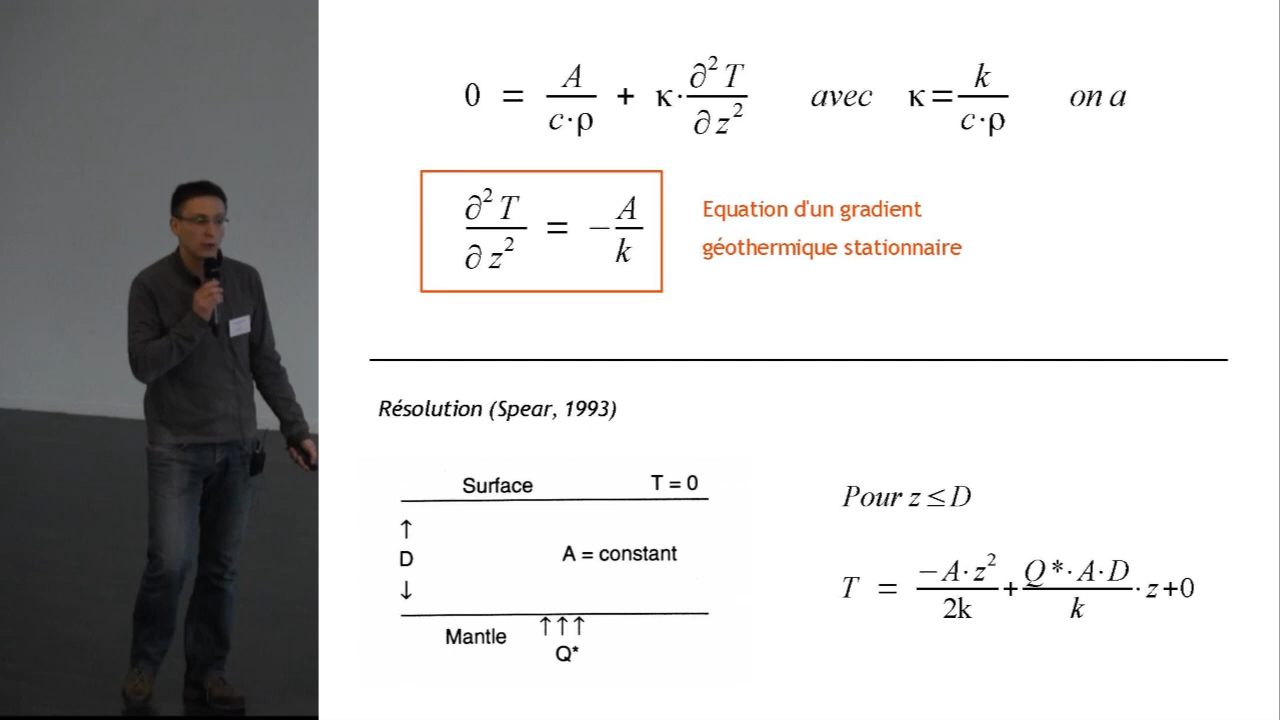 0 = A/(c·ρ) + κ·∂²T/∂z² avec κ = k/(c·ρ) on a
∂²T/∂z² = −A/k
Equation d'un gradient
géothermique stationnaire
Résolution (Spear, 1993)
Surface T = 0
↑
D
↓
A = constant
Mantle ↑↑↑
Q*
Pour z ≤ D
T = −A·z²/2k + Q*·A·D/k · z+0